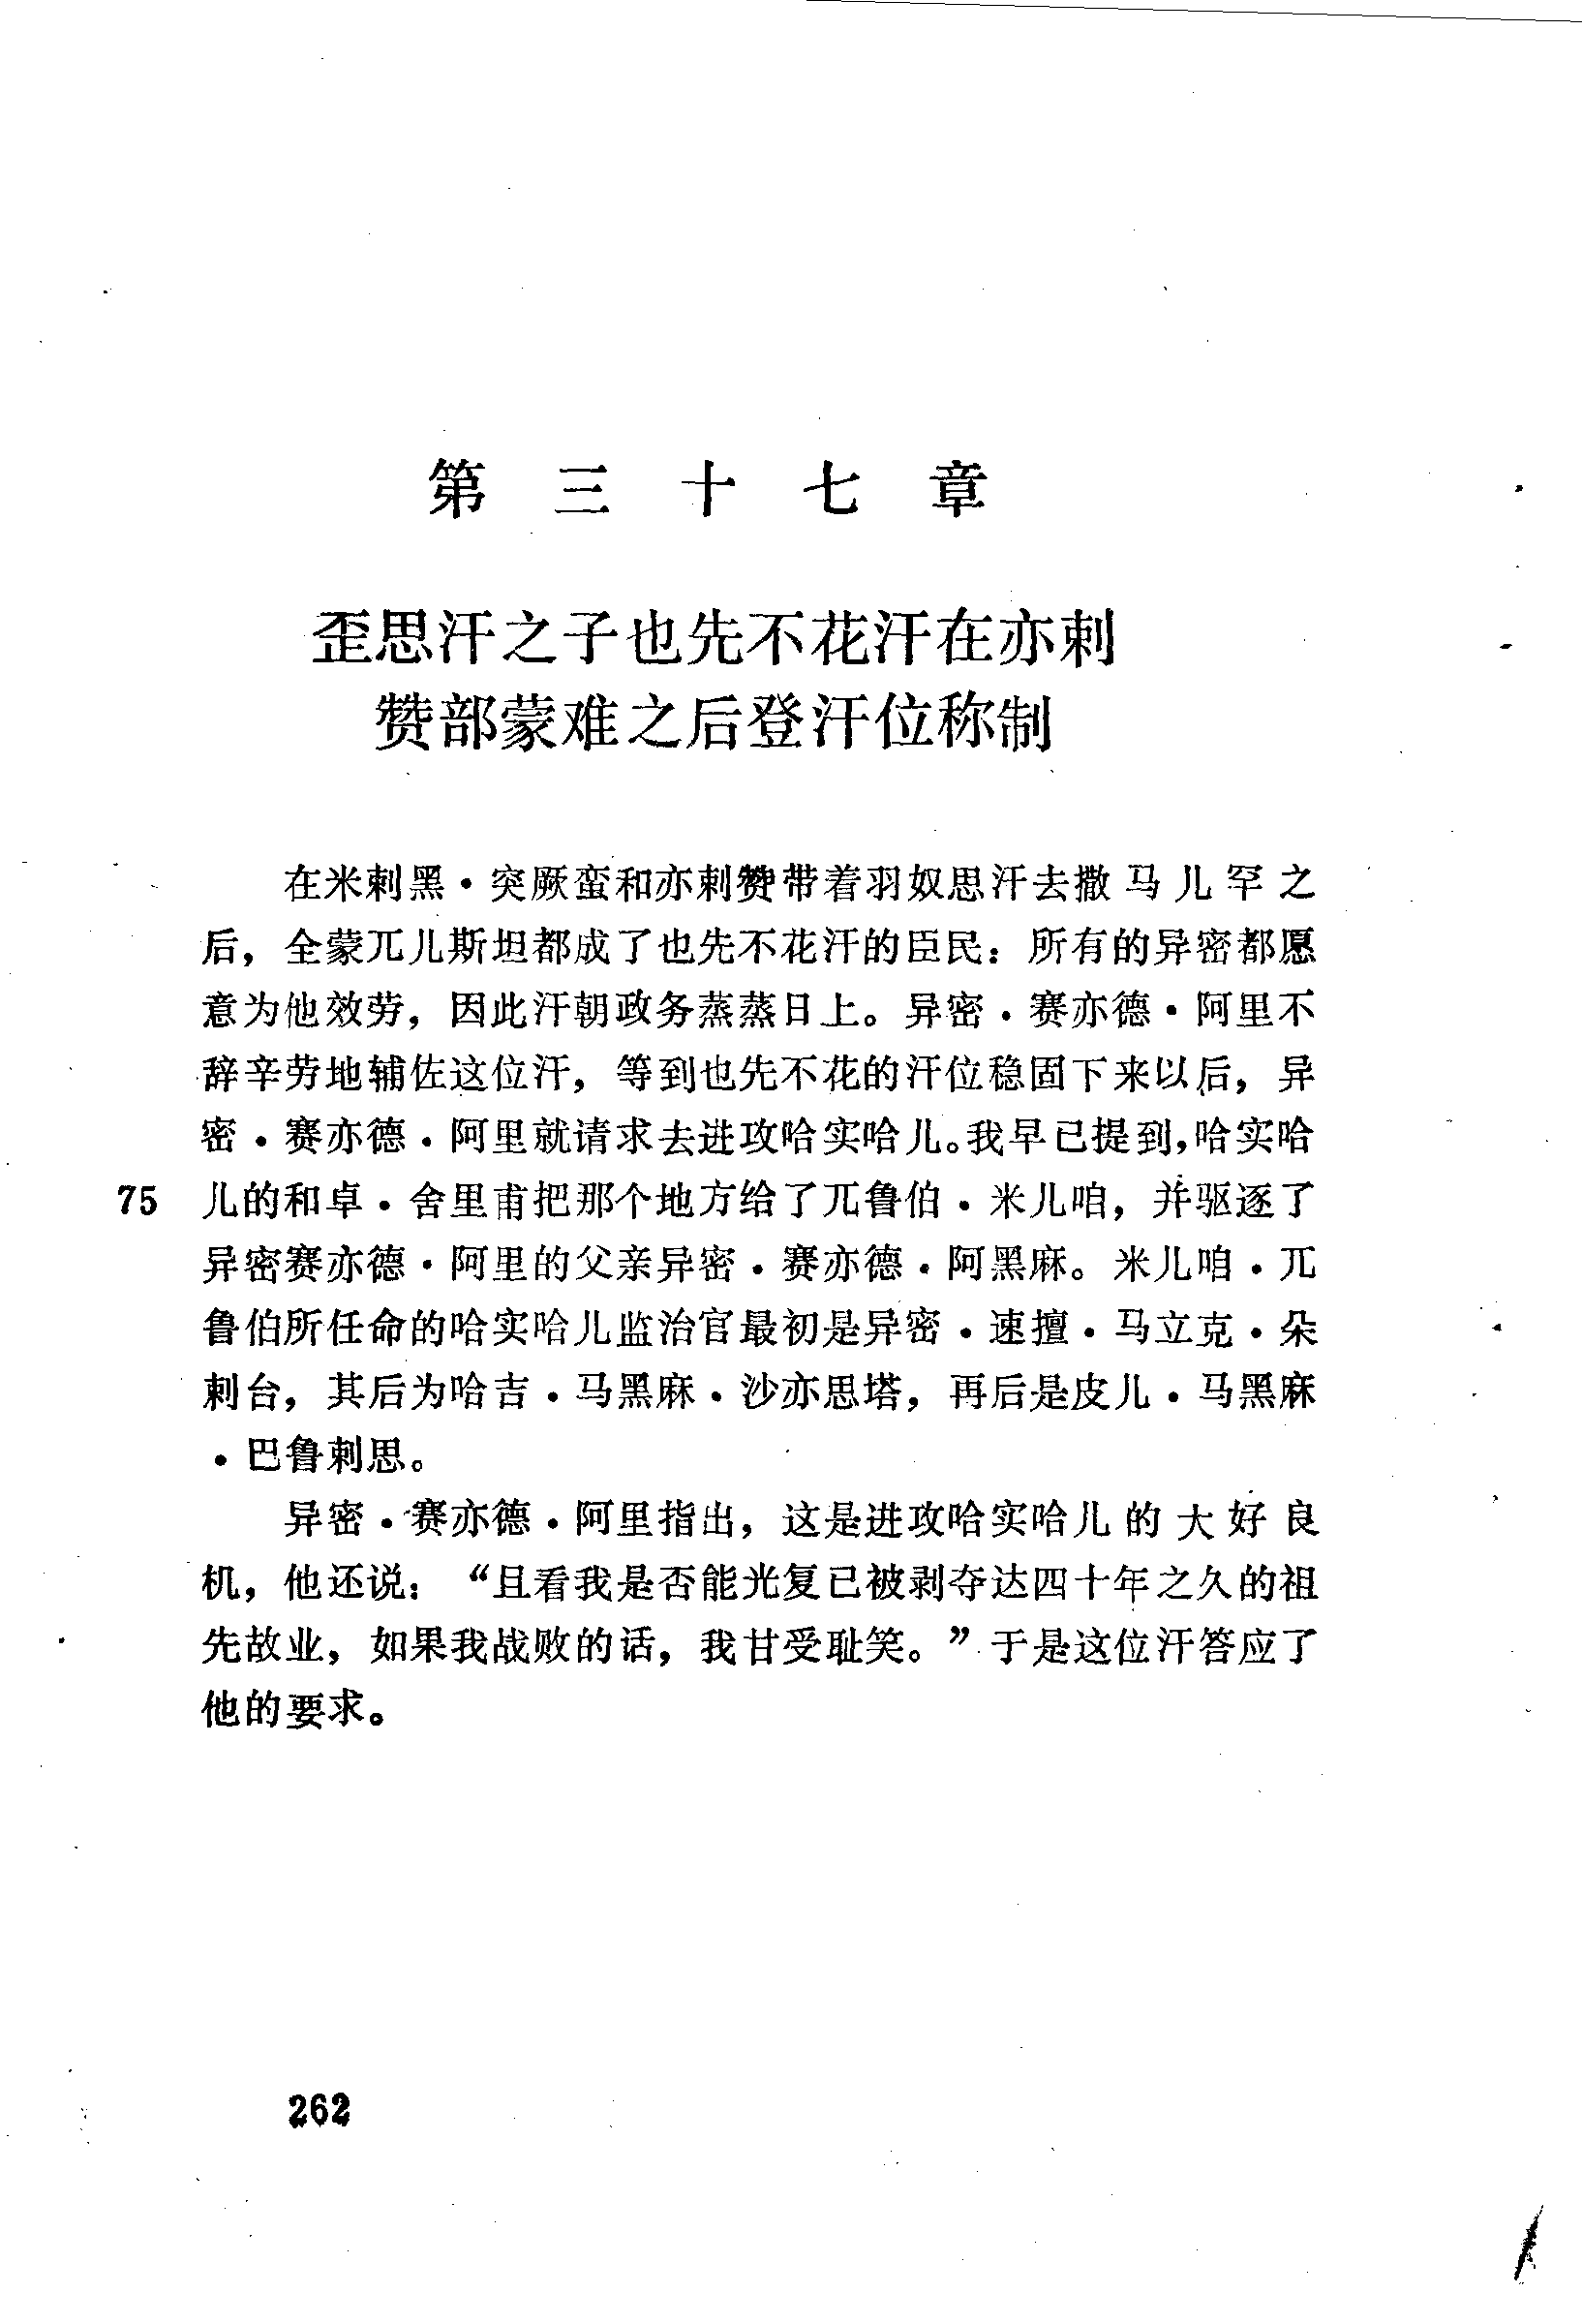 第三十七章
歪思汗之子也先不花汗在亦剌
赞部蒙难之后登汗位称制
在米剌黑·突厥蛮和亦剌赞带着羽奴思汗去撒马儿罕之
后，全蒙兀儿斯坦都成了也先不花汗的臣民：所有的异密都愿
意为他效劳，因此汗朝政务蒸蒸日上。异密·赛亦德·阿里不
辞辛劳地辅佐这位汗，等到也先不花的汗位稳固下来以后，异
密·赛亦德·阿里就请求去进攻哈实哈儿。我早已提到，哈实哈
75 儿的和卓·舍里甫把那个地方给了兀鲁伯·米儿咱，并驱逐了
异密赛亦德·阿里的父亲异密·赛亦德·阿黑麻。米儿咱·兀
鲁伯所任命的哈实哈儿监治官最初是异密·速擅·马立克·朵
剌台，其后为哈吉·马黑麻·沙亦思塔，再后是皮儿·马黑麻
·巴鲁剌思。
异密·赛亦德·阿里指出，这是进攻哈实哈儿的大好良
机，他还说：“且看我是否能光复已被剥夺达四十年之久的祖
先故业，如果我战败的话，我甘受耻笑。”于是这位汗答应了
他的要求。
262